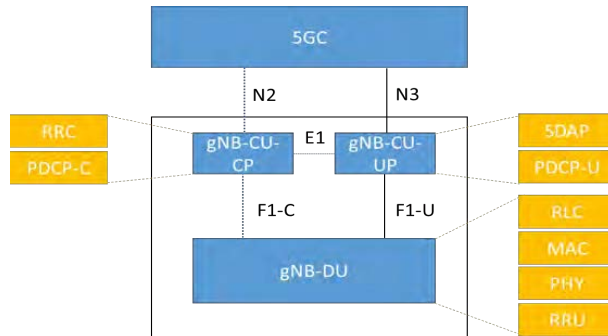 5GC
N2
N3
RRC
PDCP-C
gNB-CU-
CP
E1
gNB-CU-
UP
SDAP
PDCP-U
F1-C
F1-U
gNB-DU
RLC
MAC
PHY
RRU